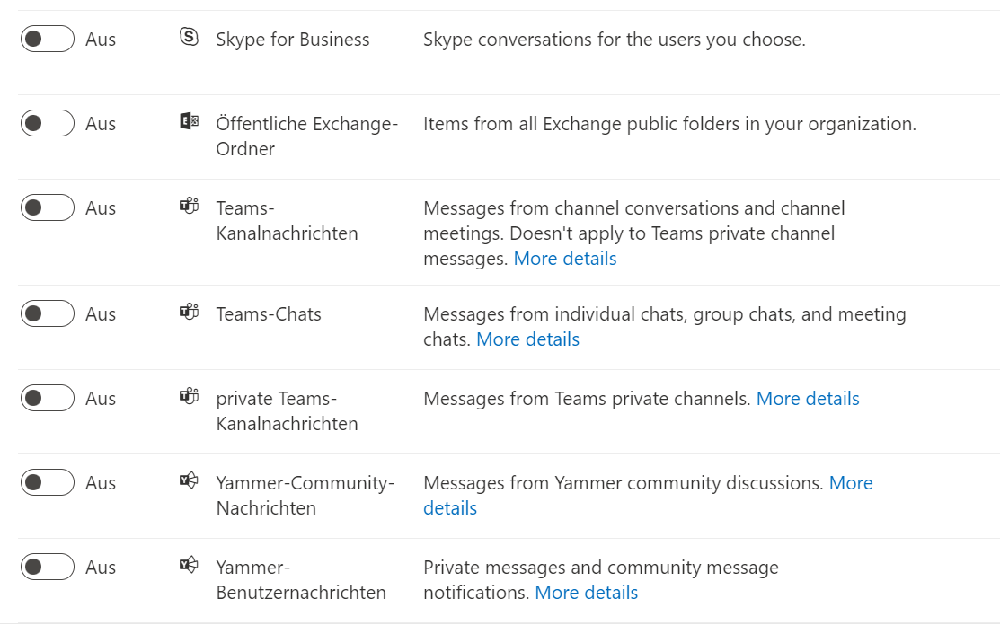 Aus
Skype for Business
Skype conversations for the users you choose.
Aus
Öffentliche Exchange-
Ordner
Items from all Exchange public folders in your organization.
Aus
Teams-
Kanalnachrichten
Messages from channel conversations and channel
meetings. Doesn't apply to Teams private channel
messages. More details
Aus
Teams-Chats
Messages from individual chats, group chats, and meeting
chats. More details
Aus
private Teams-
Kanalnachrichten
Messages from Teams private channels. More details
Aus
Yammer-Community-
Nachrichten
Messages from Yammer community discussions. More
details
Aus
Yammer-
Benutzernachrichten
Private messages and community message
notifications. More details